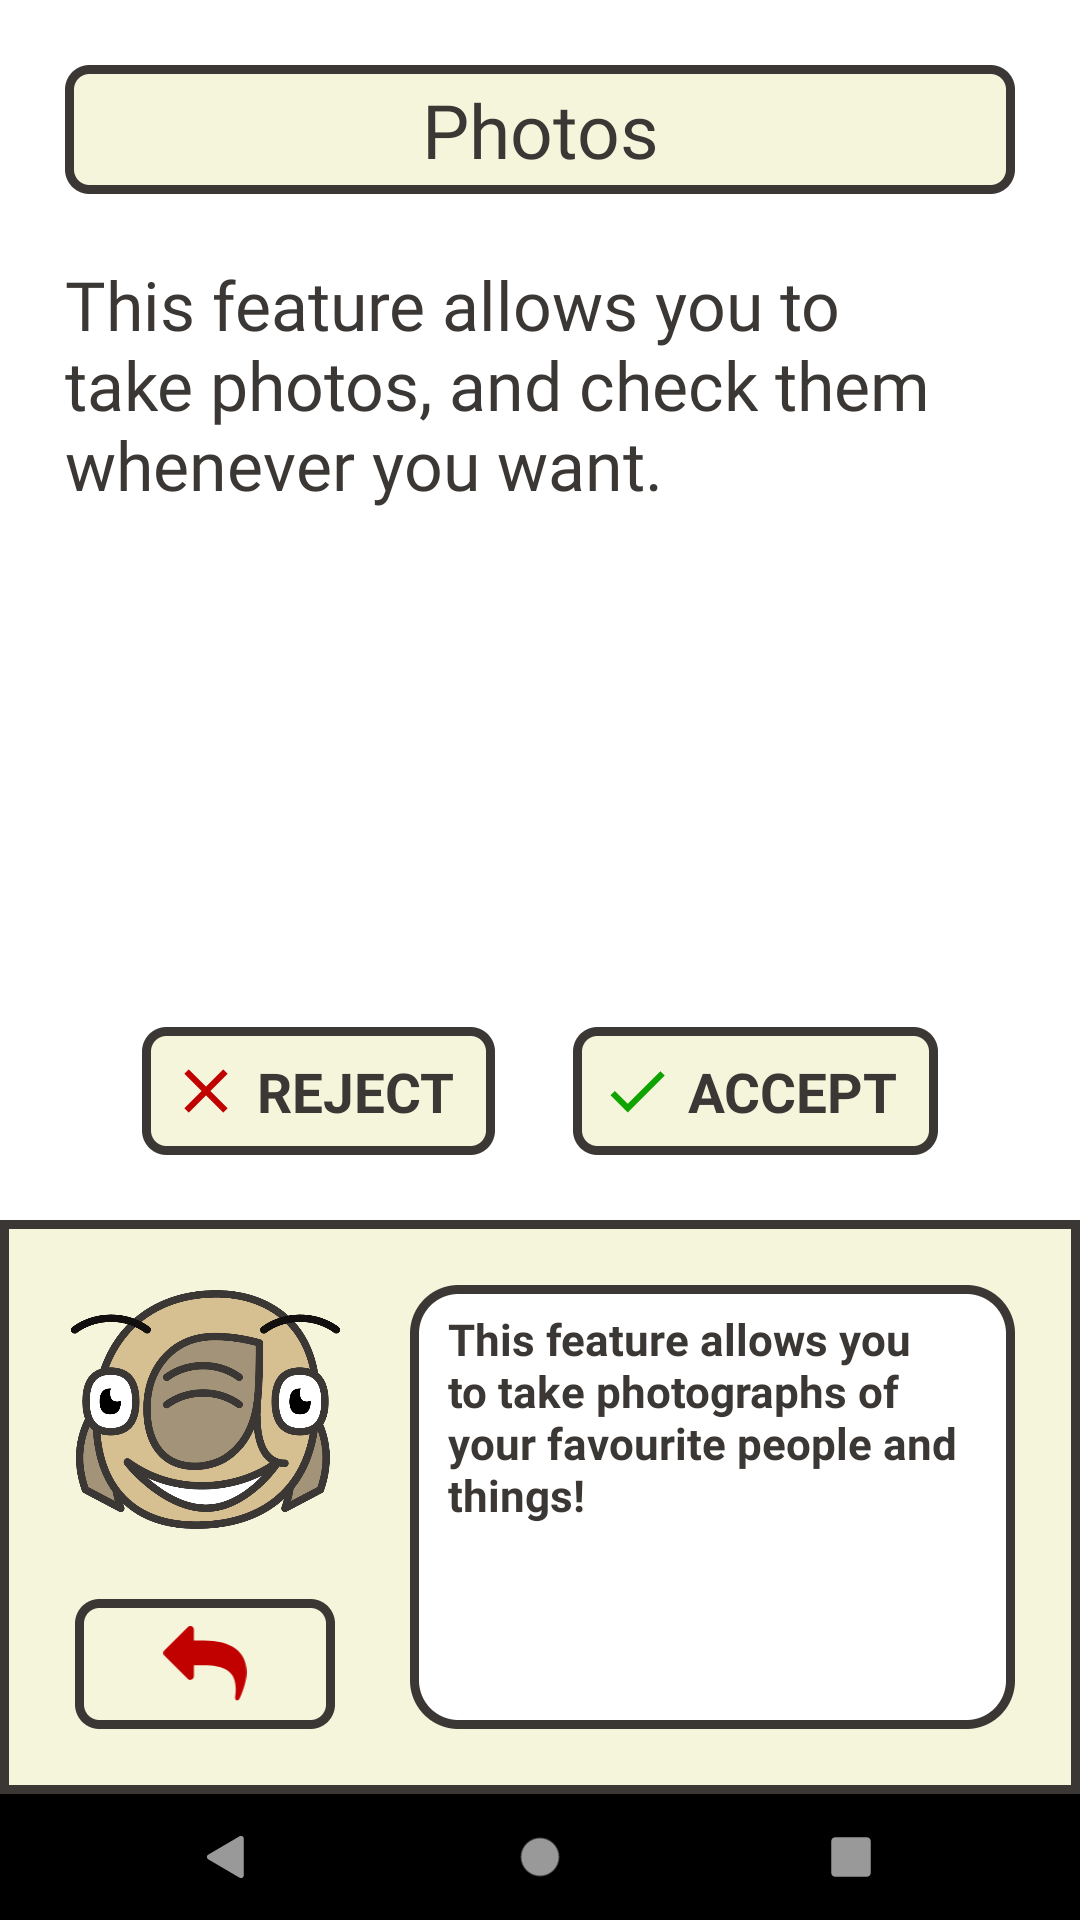 Photos
This feature allows you to
take photos, and check them
whenever you want.
REJECT
ACCEPT
This feature allows you
to take photographs of
your favourite people and
things!